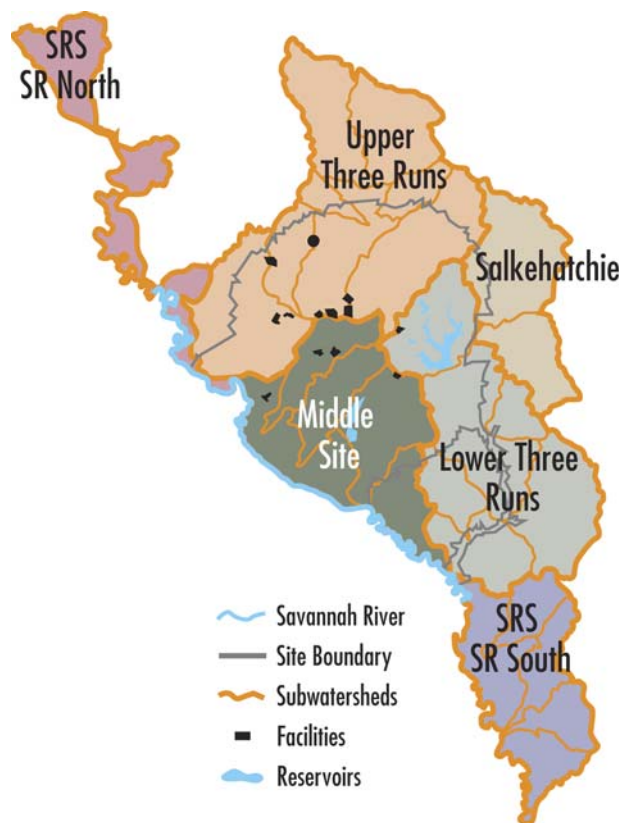 SRS
SR North
Upper
Three Runs
Salkehatchie
Middle
Site
Lower Three
Runs
SRS
SR South
Savannah River
Site Boundary
Subwatersheds
Facilities
Reservoirs